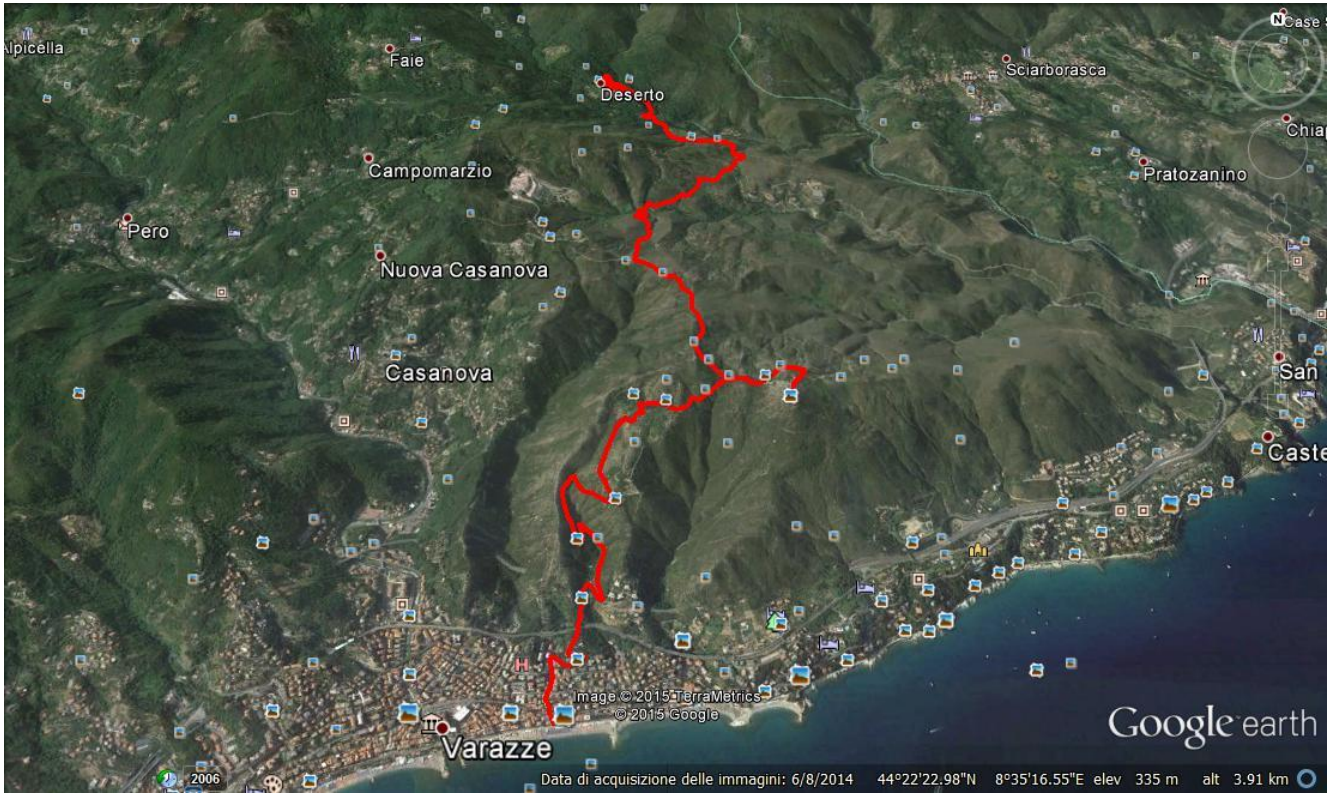 Alpicella
Faie
N
Case S
Sciarborasca
Deserto
Chiap
Campomarzio
Pratozanino
Pero
Nuova Casanova
Casanova
San
Caste
H
Image © 2015 TerraMetrics
© 2015 Google
Google earth
Varazze
2006
Data di acquisizione delle immagini: 6/8/2014 44°22'22.98"N 8°35'16.55"E elev 335 m alt 3.91 km